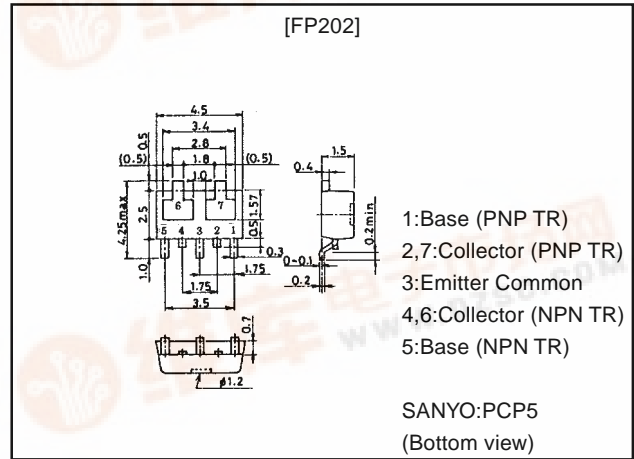 [FP202]
4.5
3.4
2.8
(0.5) 1.8 (0.5)
0.5
1.0
6 7
4.25max
2.5
0.5
1.57
5 4 3 2 1
0.3
1.0
1.75
1.75
3.5
0.7
φ1.2
1.5
0.4
0.2min
0~0.1
0.2
1:Base (PNP TR)
2,7:Collector (PNP TR)
3:Emitter Common
4,6:Collector (NPN TR)
5:Base (NPN TR)
SANYO:PCP5
(Bottom view)